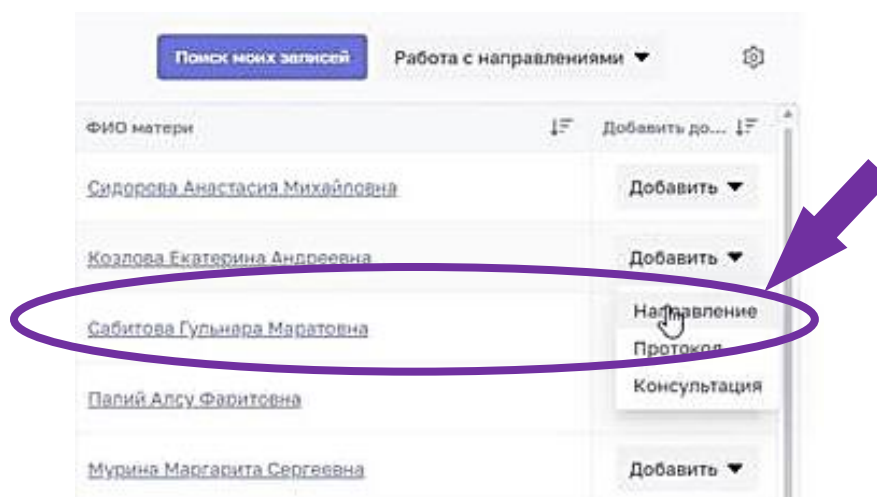 Поиск моих записей Работа с направлениями
ФИО матери Добавить до...
Сидорова Анастасия Михайловна Добавить
Козлова Екатерина Андреевна Добавить
Сабитова Гульнара Маратовна Направление
Протокол
Палий Алсу Фаритовна Консультация
Мурина Маргарита Сергеевна Добавить